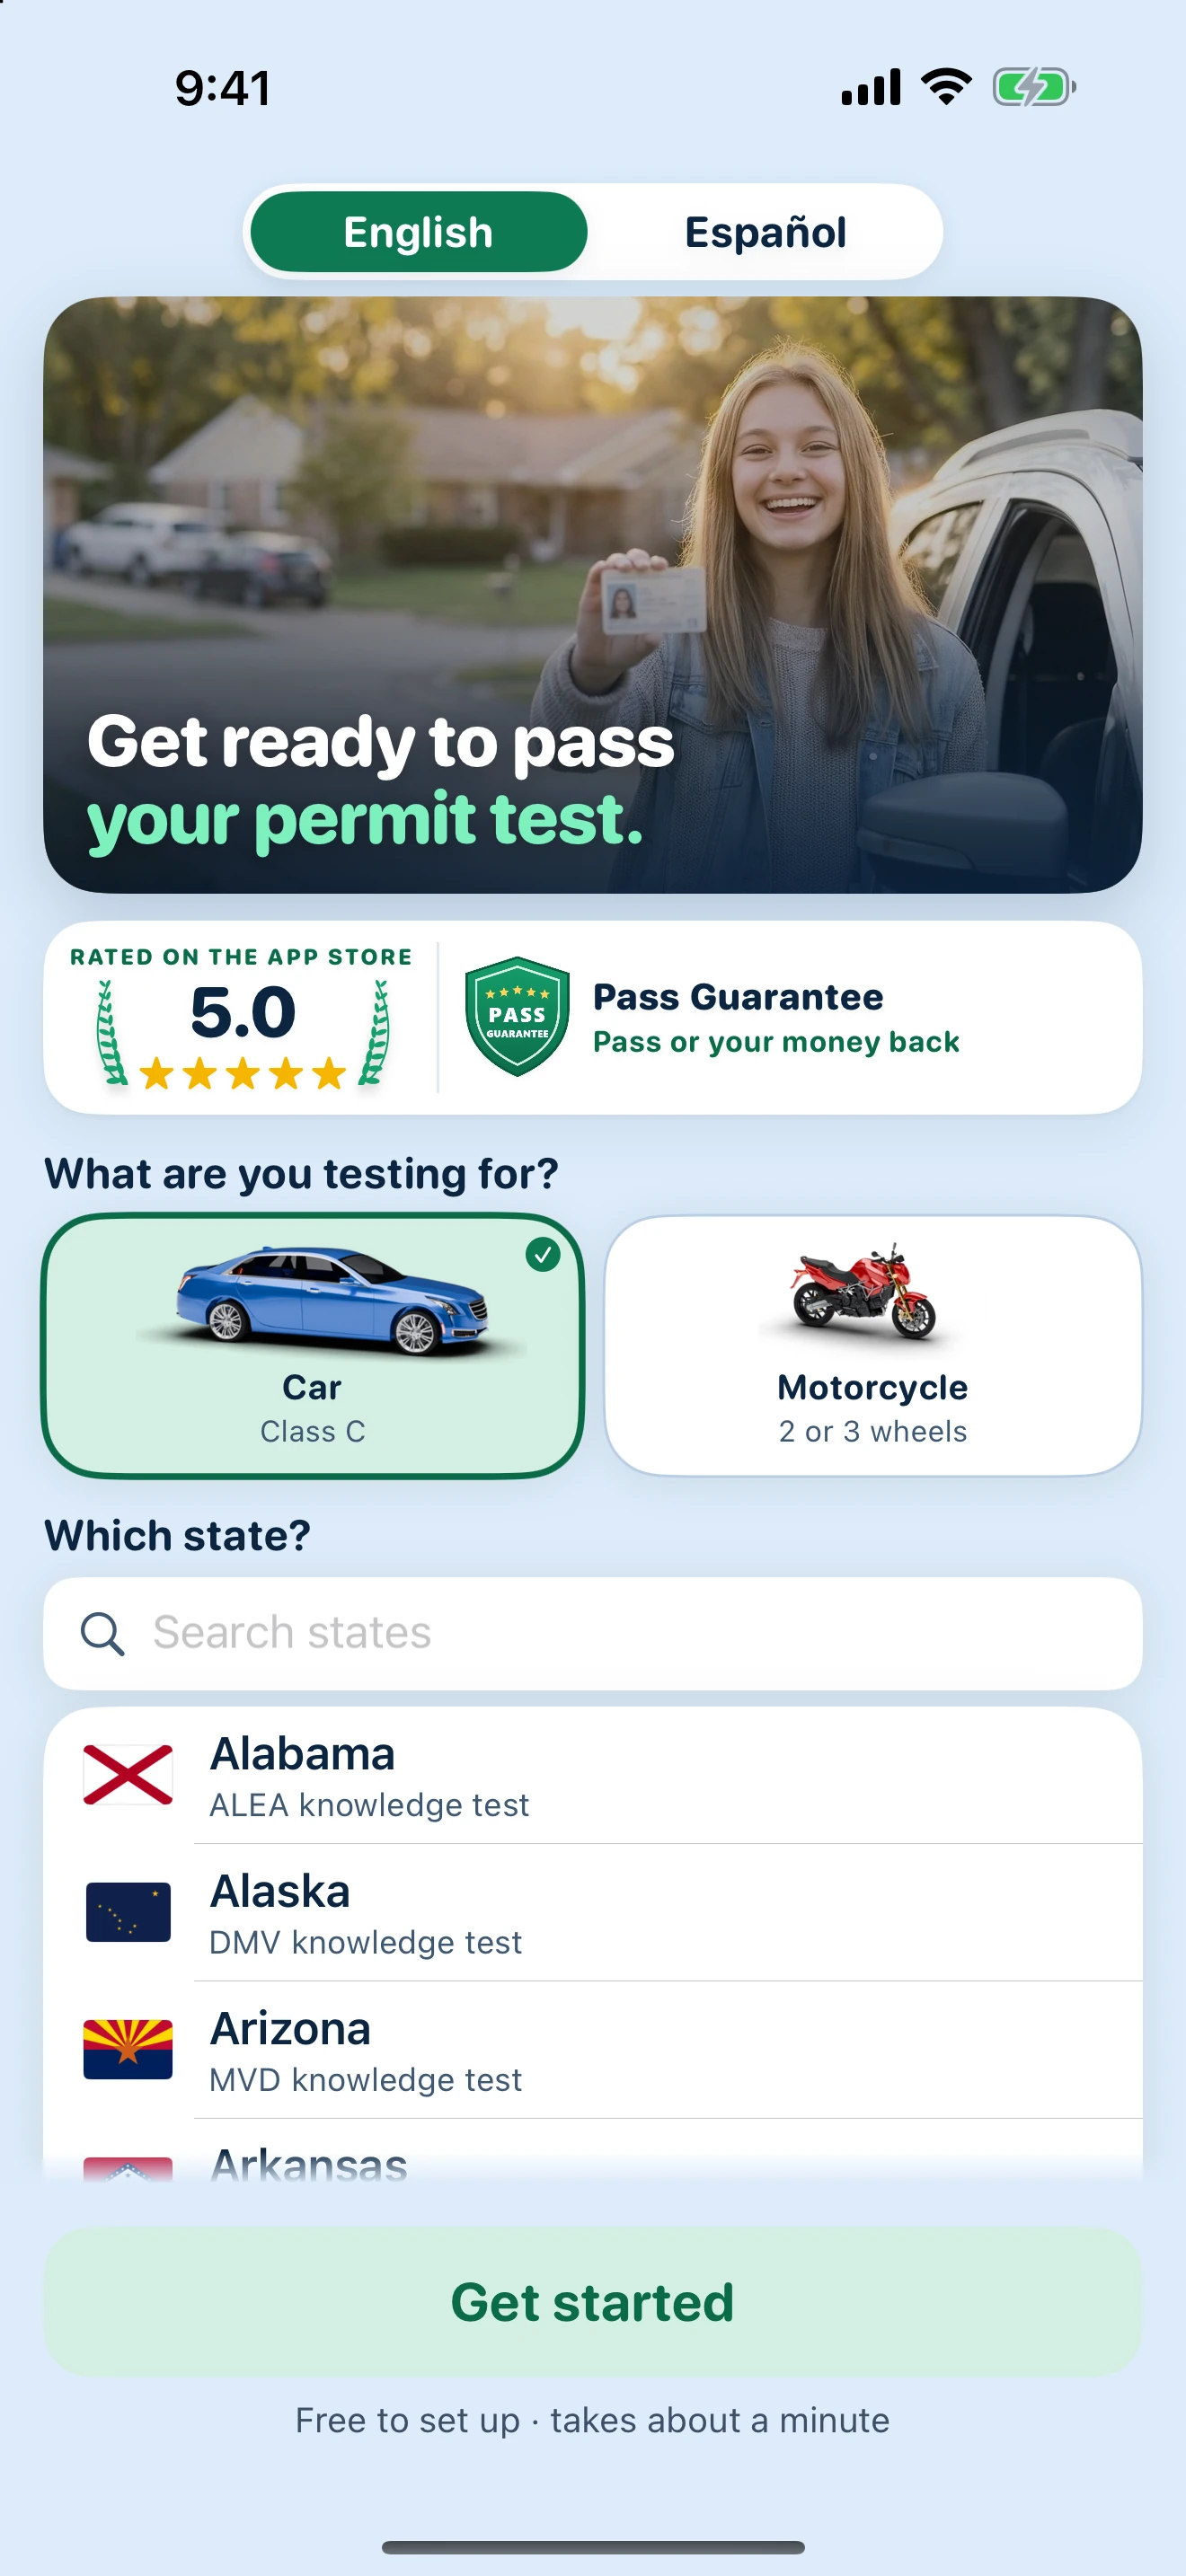 9:41
English
Español
Get ready to pass
your permit test.
RATED ON THE APP STORE
5.0
PASS
GUARANTEE
Pass Guarantee
Pass or your money back
What are you testing for?
Car
Class C
Motorcycle
2 or 3 wheels
Which state?
Search states
Alabama
ALEA knowledge test
Alaska
DMV knowledge test
Arizona
MVD knowledge test
Arkansas
Get started
Free to set up · takes about a minute